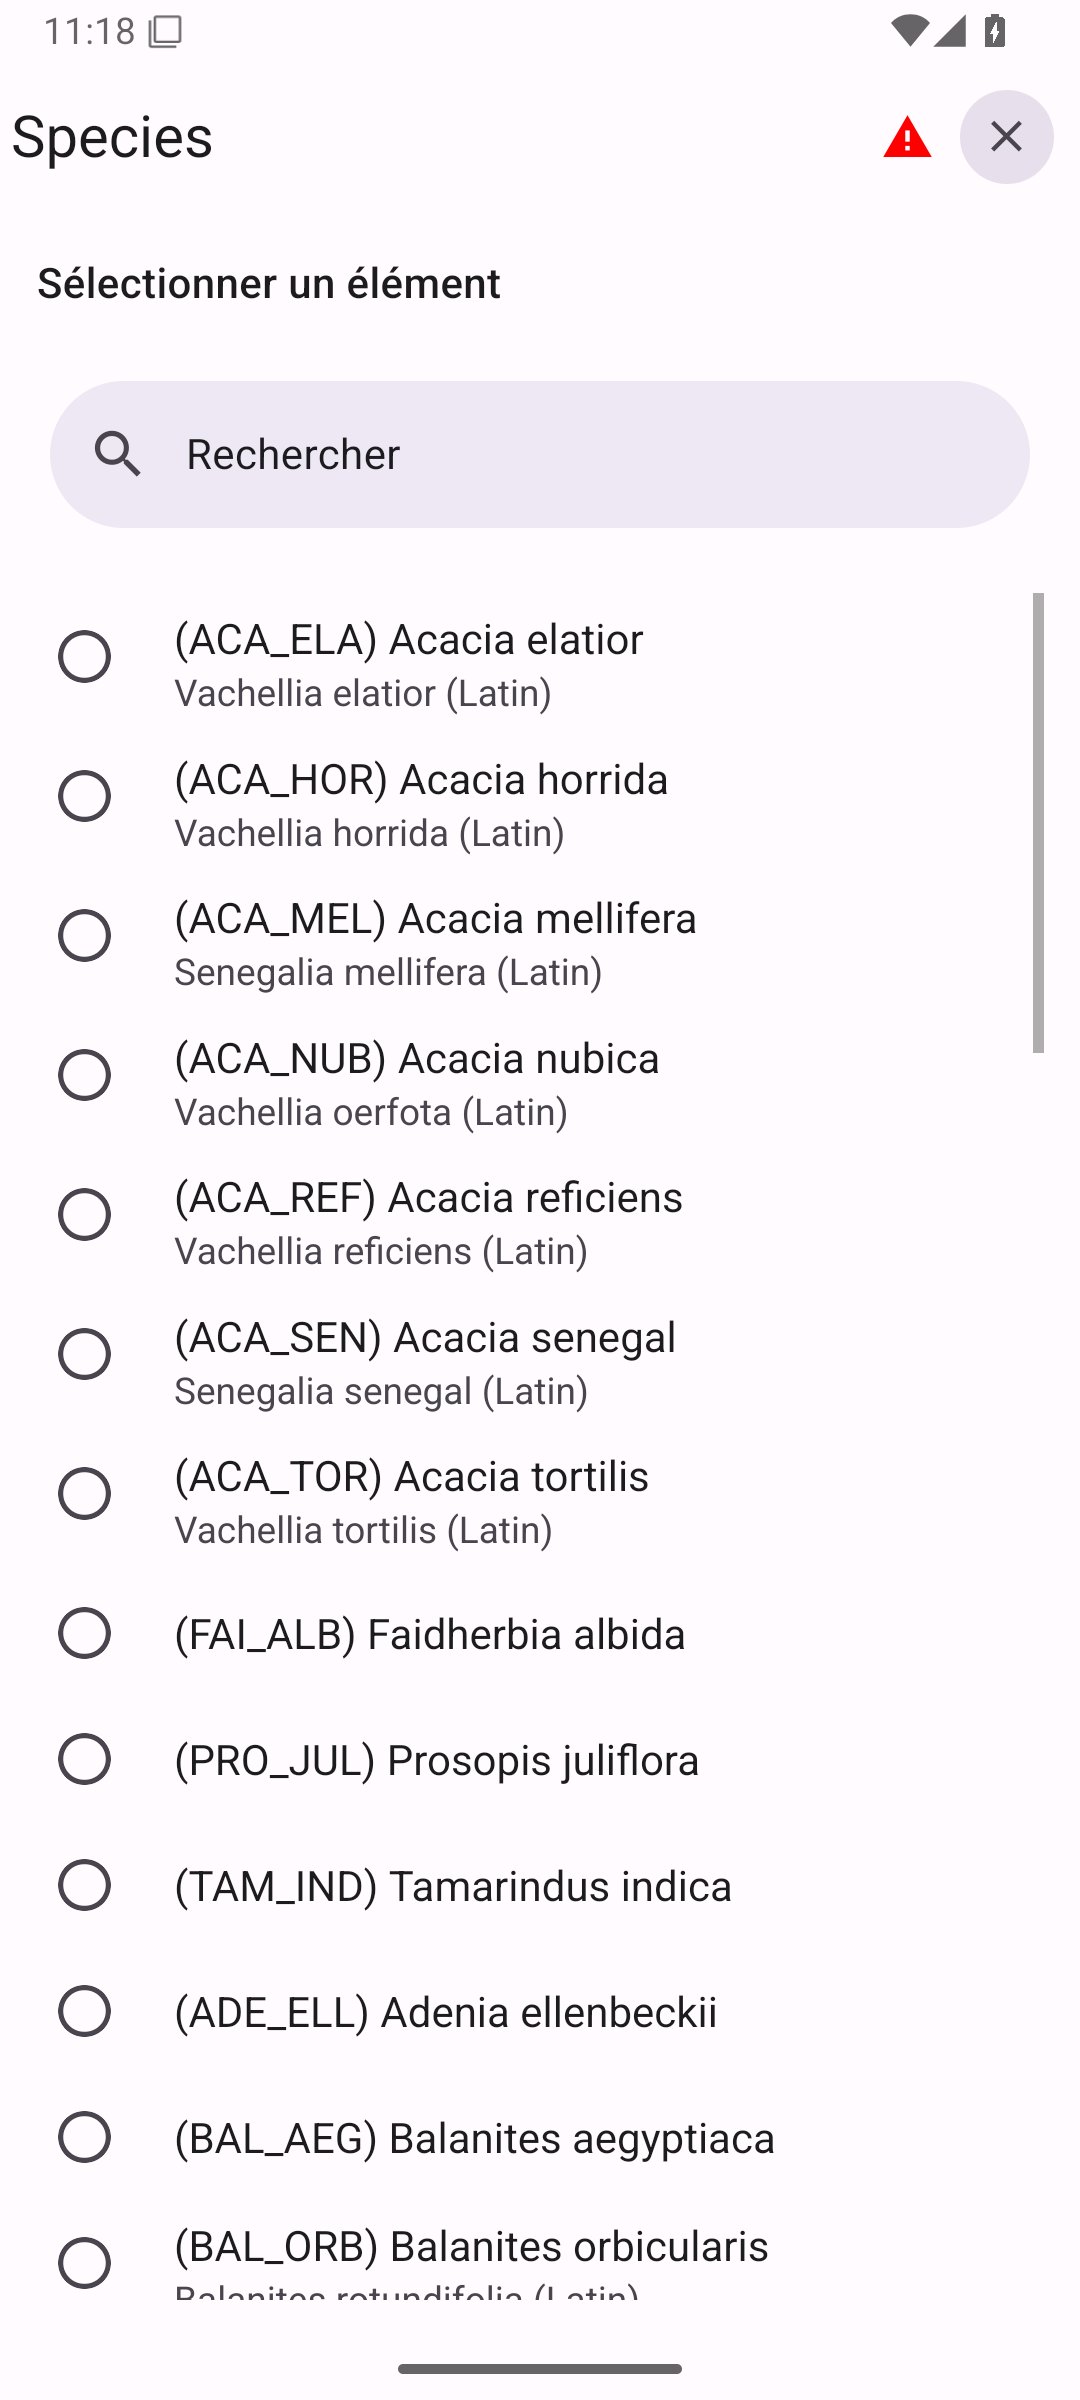 11:18
Species
Sélectionner un élément
Rechercher
(ACA_ELA) Acacia elatior
Vachellia elatior (Latin)
(ACA_HOR) Acacia horrida
Vachellia horrida (Latin)
(ACA_MEL) Acacia mellifera
Senegalia mellifera (Latin)
(ACA_NUB) Acacia nubica
Vachellia oerfota (Latin)
(ACA_REF) Acacia reficiens
Vachellia reficiens (Latin)
(ACA_SEN) Acacia senegal
Senegalia senegal (Latin)
(ACA_TOR) Acacia tortilis
Vachellia tortilis (Latin)
(FAI_ALB) Faidherbia albida
(PRO_JUL) Prosopis juliflora
(TAM_IND) Tamarindus indica
(ADE_ELL) Adenia ellenbeckii
(BAL_AEG) Balanites aegyptiaca
(BAL_ORB) Balanites orbicularis
Balanites rotundifolia (Latin)